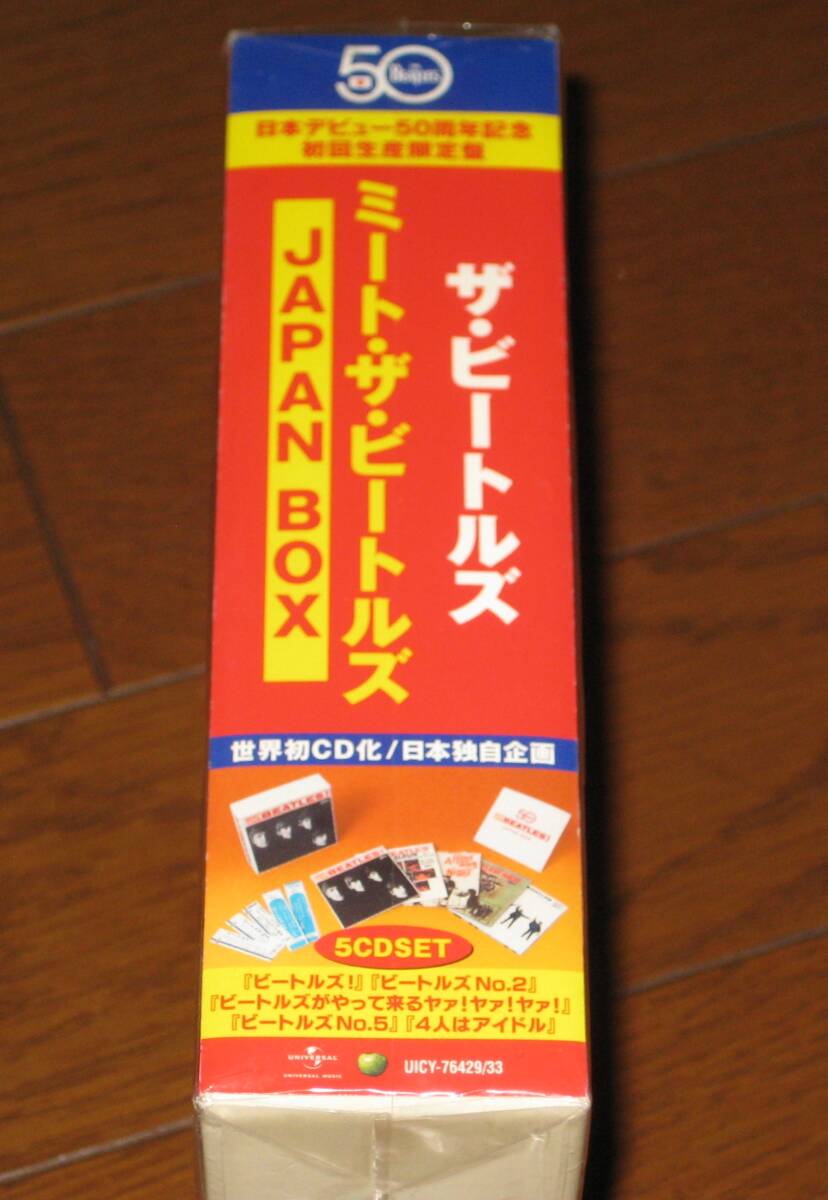 50 The Beatles
日本デビュー50周年記念
初回生産限定盤
ザ・ビートルズ
ミート・ザ・ビートルズ
JAPAN BOX
世界初CD化/日本独自企画
BEATLES!
50
BEATLES!
BEATLES!
5CDSET
『ビートルズ!』『ビートルズNo.2』
『ビートルズがやって来るヤァ!ヤァ!ヤァ!』
『ビートルズNo.5』『4人はアイドル』
UNIVERSAL
UNIVERSAL MUSIC
UICY-76429/33